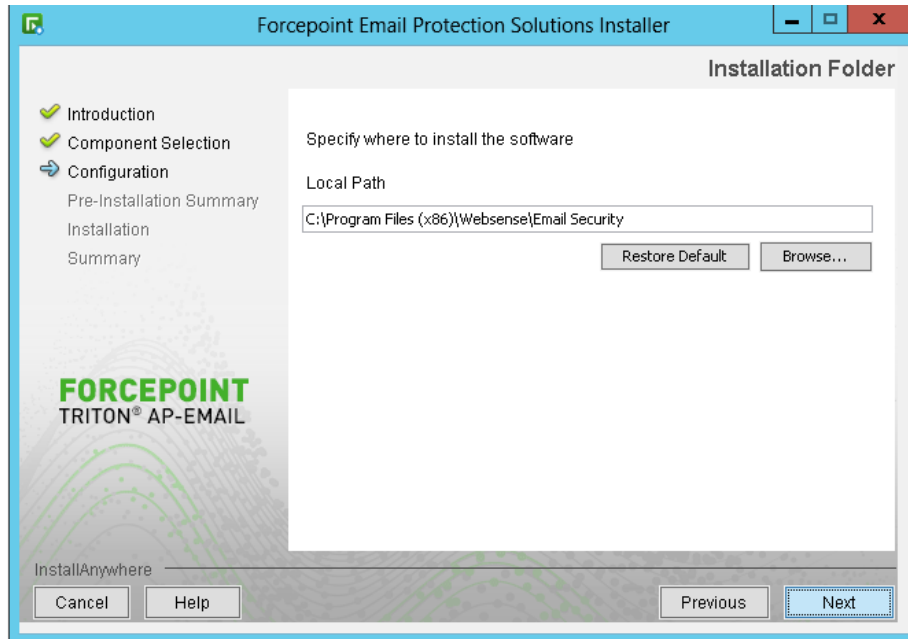 Forcepoint Email Protection Solutions Installer
Installation Folder
Introduction
Component Selection
Configuration
Pre-Installation Summary
Installation
Summary
Specify where to install the software
Local Path
C:\Program Files (x86)\Websense\Email Security
Restore Default
Browse...
FORCEPOINT
TRITON® AP-EMAIL
InstallAnywhere
Cancel
Help
Previous
Next